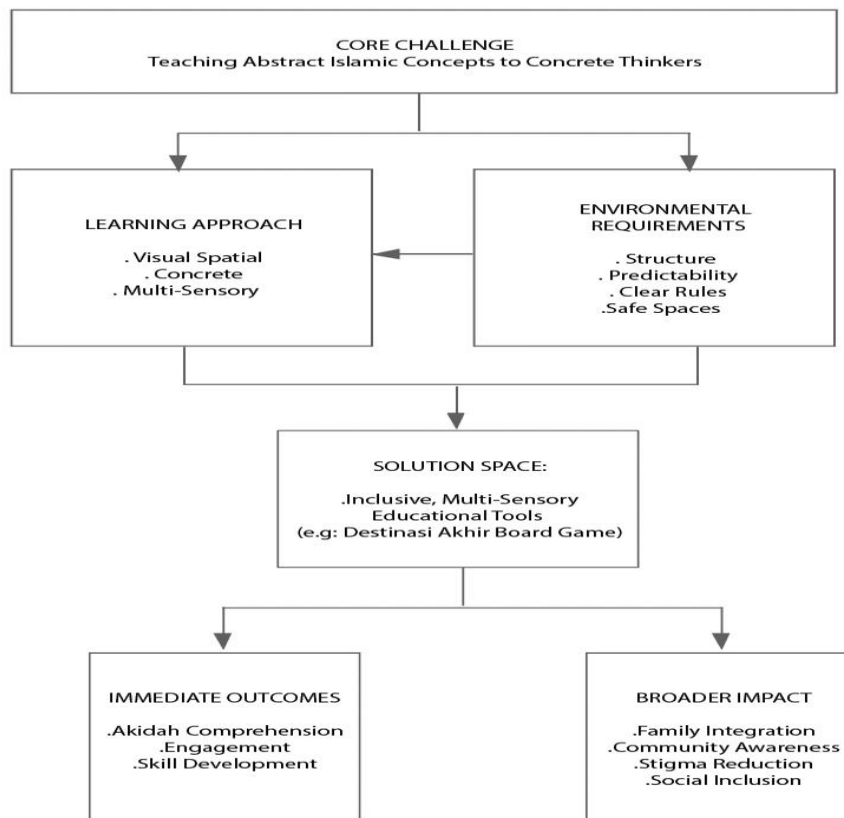 CORE CHALLENGE
Teaching Abstract Islamic Concepts to Concrete Thinkers
LEARNING APPROACH
. Visual Spatial
. Concrete
. Multi-Sensory
ENVIRONMENTAL
REQUIREMENTS
. Structure
. Predictability
. Clear Rules
.Safe Spaces
SOLUTION SPACE:
.Inclusive, Multi-Sensory
Educational Tools
(e.g: Destinasi Akhir Board Game)
IMMEDIATE OUTCOMES
.Akidah Comprehension
.Engagement
.Skill Development
BROADER IMPACT
.Family Integration
.Community Awareness
.Stigma Reduction
.Social Inclusion